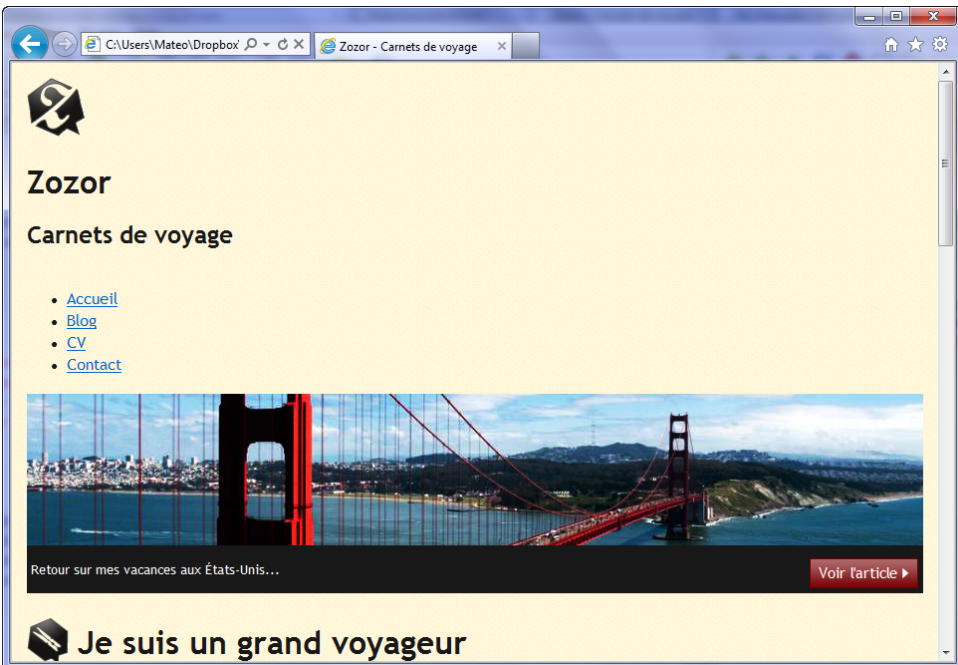 C:\Users\Mateo\Dropbox
Zozor - Carnets de voyage
Zozor
Carnets de voyage
Accueil
Blog
CV
Contact
Retour sur mes vacances aux États-Unis...
Voir l'article
Je suis un grand voyageur